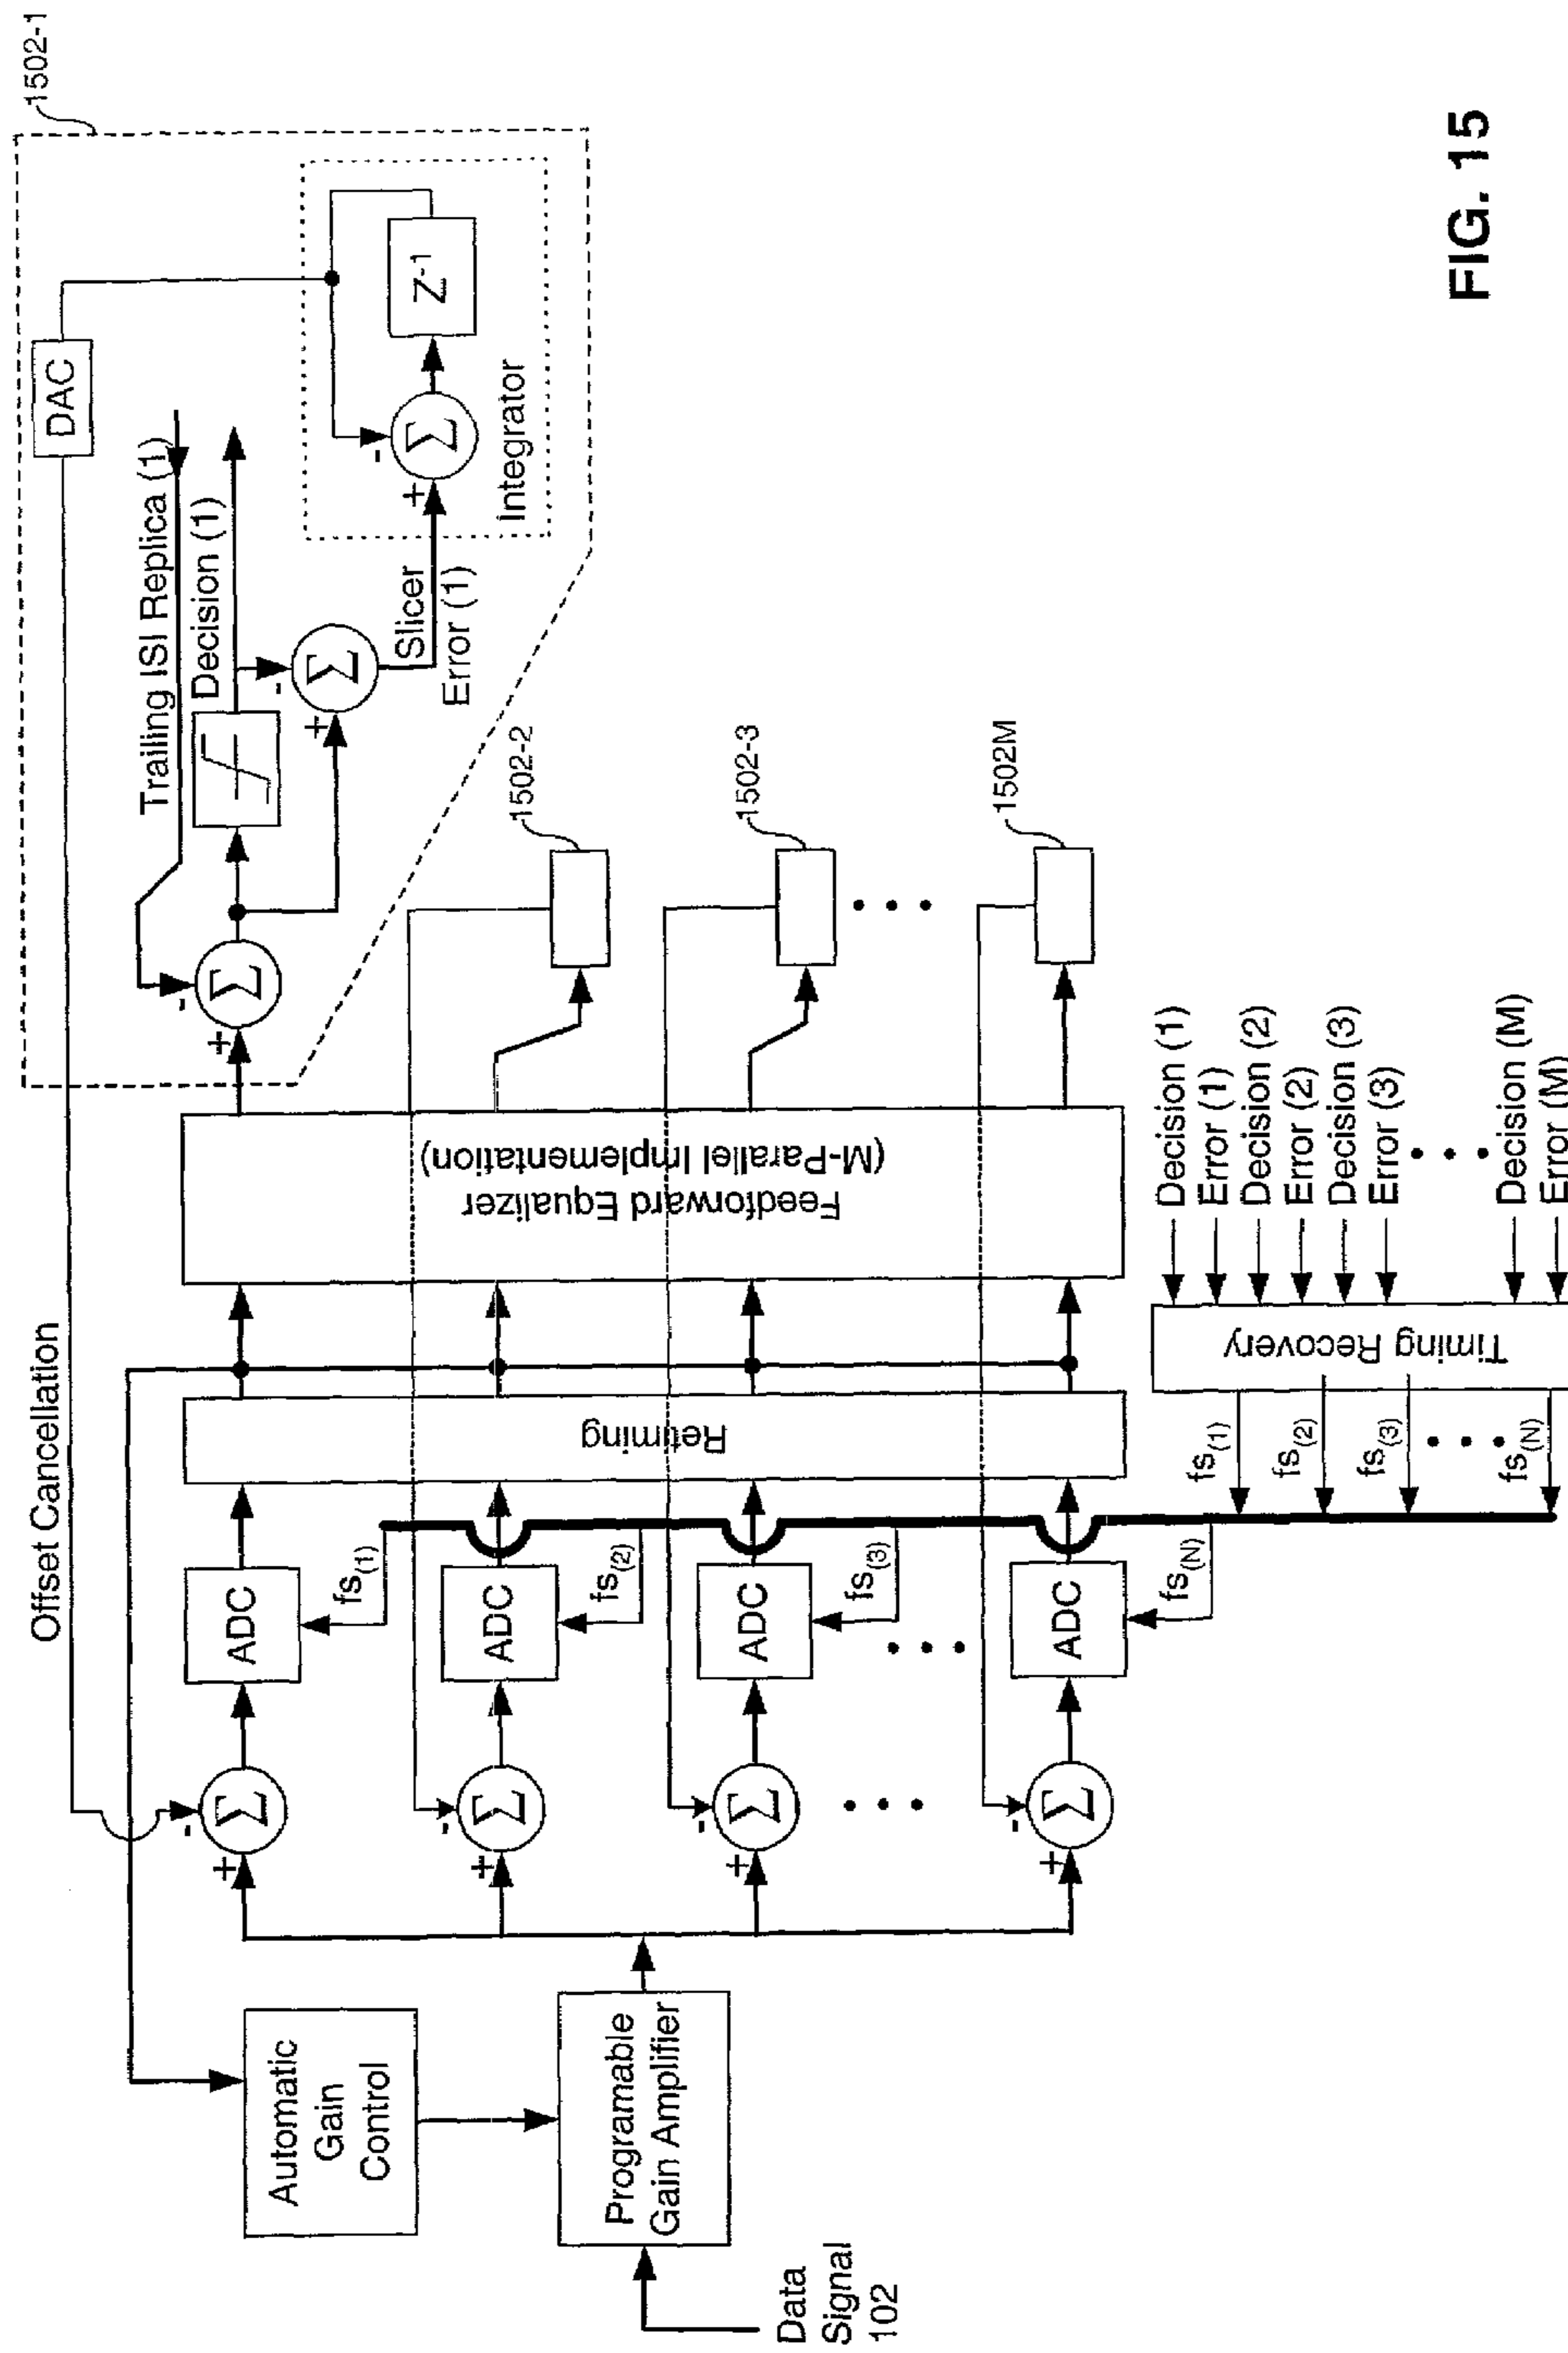 1502-1
DAC
Offset Cancellation
Trailing ISI Replica (1)
Decision (1)
-
+
Σ
-
+
Σ
Slicer
Error (1)
+
-
Σ
Z-1
Integrator
Automatic
Gain
Control
Programable
Gain Amplifier
Data
Signal
102
+
-
Σ
ADC
fs(1)
+
-
Σ
ADC
fs(2)
+
-
Σ
ADC
fs(3)
+
-
Σ
ADC
fs(N)
Retiming
Feedforward Equalizer
(M-Parallel Implementation)
1502-2
1502-3
1502M
fs(1)
fs(2)
fs(3)
fs(N)
Timing Recovery
Decision (1)
Error (1)
Decision (2)
Error (2)
Decision (3)
Error (3)
Decision (M)
Error (M)
FIG. 15